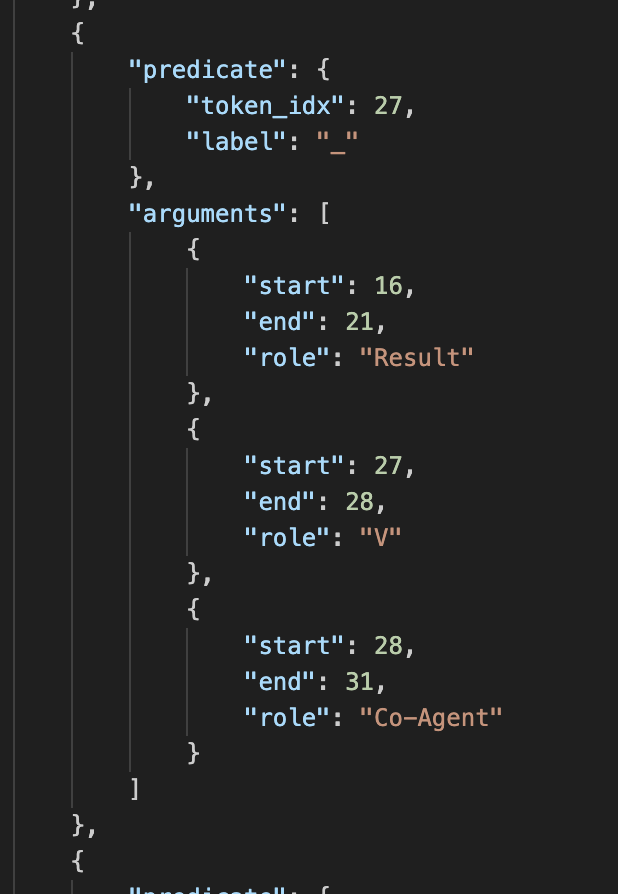 },
{
"predicate": {
"token_idx": 27,
"label": "_"
},
"arguments": [
{
"start": 16,
"end": 21,
"role": "Result"
},
{
"start": 27,
"end": 28,
"role": "V"
},
{
"start": 28,
"end": 31,
"role": "Co-Agent"
}
]
},
{
"predicate": {